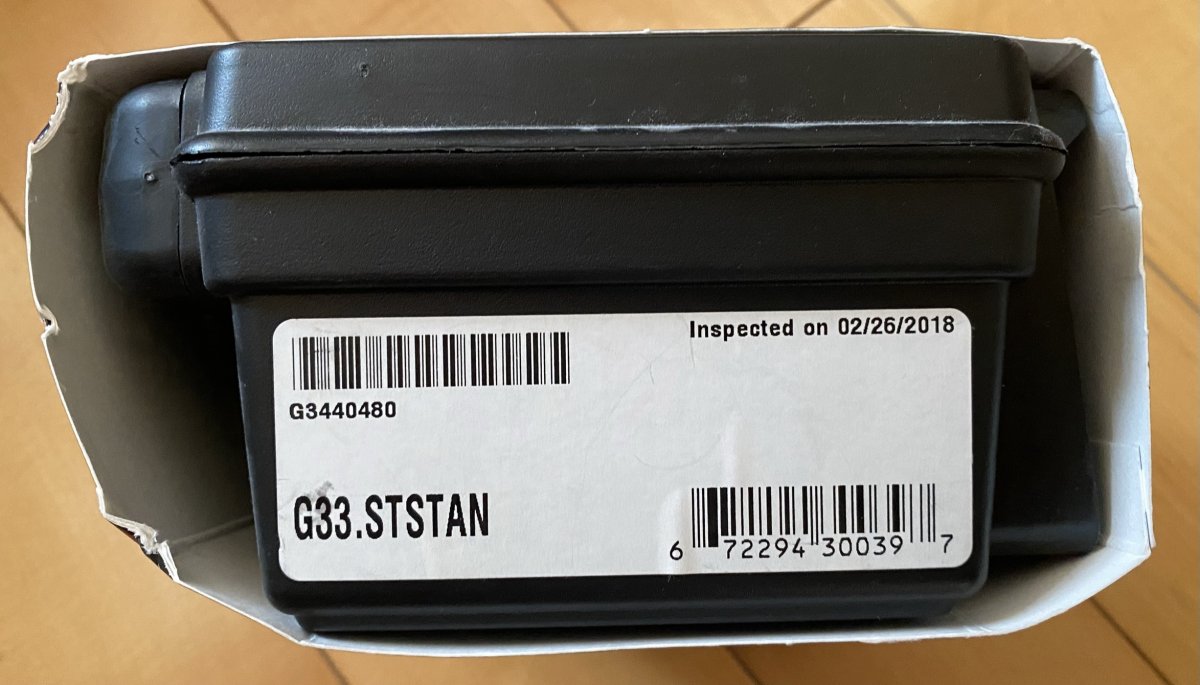 Inspected on 02/26/2018
G3440480
G33.STSTAN
6 72294 30039 7